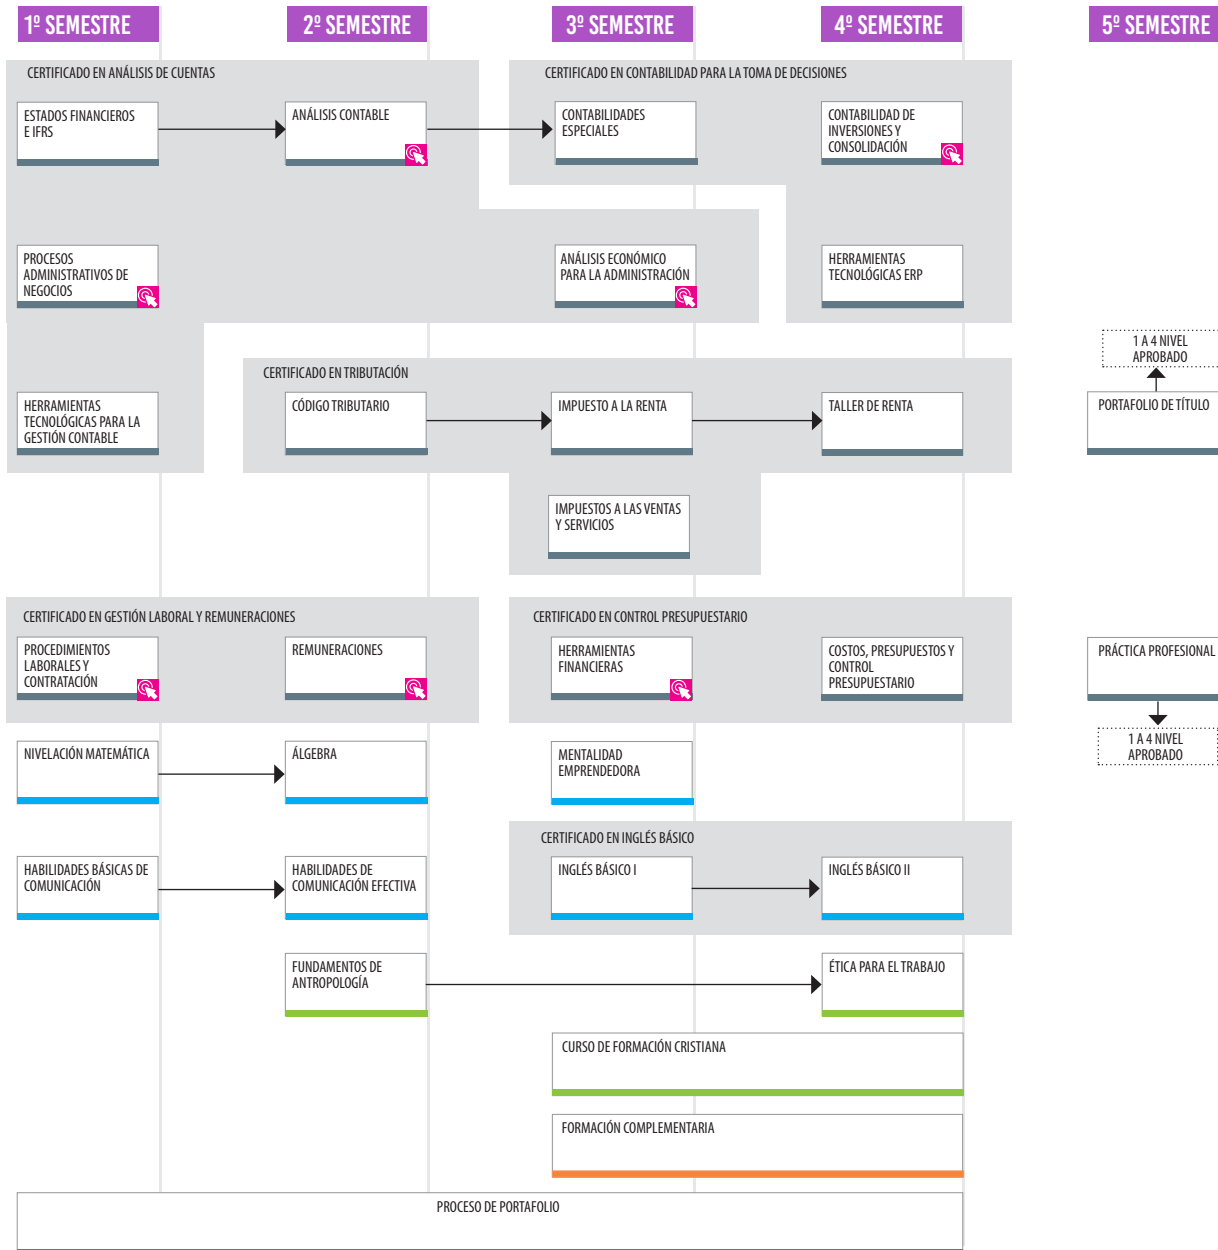 1º SEMESTRE
2º SEMESTRE
3º SEMESTRE
4º SEMESTRE
5º SEMESTRE
CERTIFICADO EN ANÁLISIS DE CUENTAS
CERTIFICADO EN CONTABILIDAD PARA LA TOMA DE DECISIONES
ESTADOS FINANCIEROS
E IFRS
ANÁLISIS CONTABLE
CONTABILIDADES
ESPECIALES
CONTABILIDAD DE
INVERSIONES Y
CONSOLIDACIÓN
PROCESOS
ADMINISTRATIVOS DE
NEGOCIOS
ANÁLISIS ECONÓMICO
PARA LA ADMINISTRACIÓN
HERRAMIENTAS
TECNOLÓGICAS ERP
1 A 4 NIVEL
APROBADO
CERTIFICADO EN TRIBUTACIÓN
HERRAMIENTAS
TECNOLÓGICAS PARA LA
GESTIÓN CONTABLE
CÓDIGO TRIBUTARIO
IMPUESTO A LA RENTA
TALLER DE RENTA
PORTAFOLIO DE TÍTULO
IMPUESTOS A LAS VENTAS
Y SERVICIOS
CERTIFICADO EN GESTIÓN LABORAL Y REMUNERACIONES
CERTIFICADO EN CONTROL PRESUPUESTARIO
PROCEDIMIENTOS
LABORALES Y
CONTRATACIÓN
REMUNERACIONES
HERRAMIENTAS
FINANCIERAS
COSTOS, PRESUPUESTOS Y
CONTROL
PRESUPUESTARIO
PRÁCTICA PROFESIONAL
1 A 4 NIVEL
APROBADO
NIVELACIÓN MATEMÁTICA
ÁLGEBRA
MENTALIDAD
EMPRENDEDORA
CERTIFICADO EN INGLÉS BÁSICO
HABILIDADES BÁSICAS DE
COMUNICACIÓN
HABILIDADES DE
COMUNICACIÓN EFECTIVA
INGLÉS BÁSICO I
INGLÉS BÁSICO II
FUNDAMENTOS DE
ANTROPOLOGÍA
ÉTICA PARA EL TRABAJO
CURSO DE FORMACIÓN CRISTIANA
FORMACIÓN COMPLEMENTARIA
PROCESO DE PORTAFOLIO